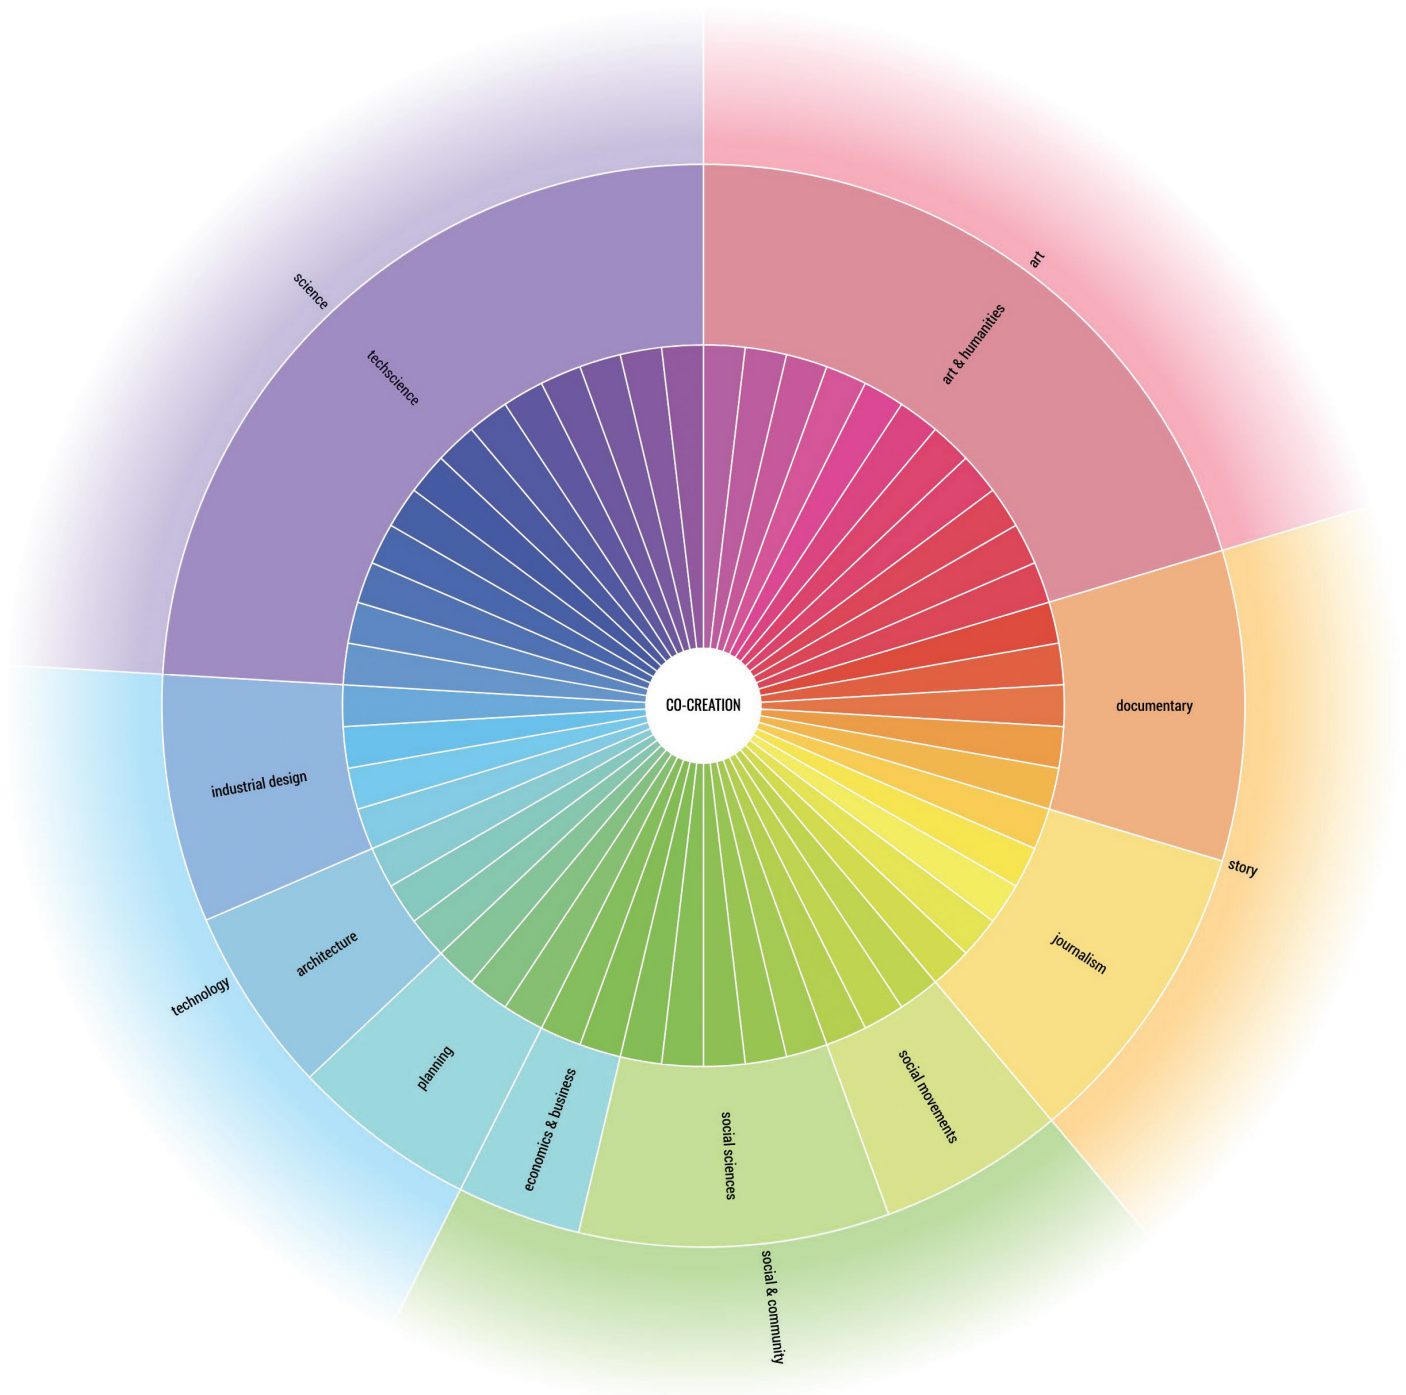 art
art & humanities
science
techscience
CO-CREATION
documentary
industrial design
story
journalism
architecture
technology
planning
economics & business
social sciences
social movements
social & community